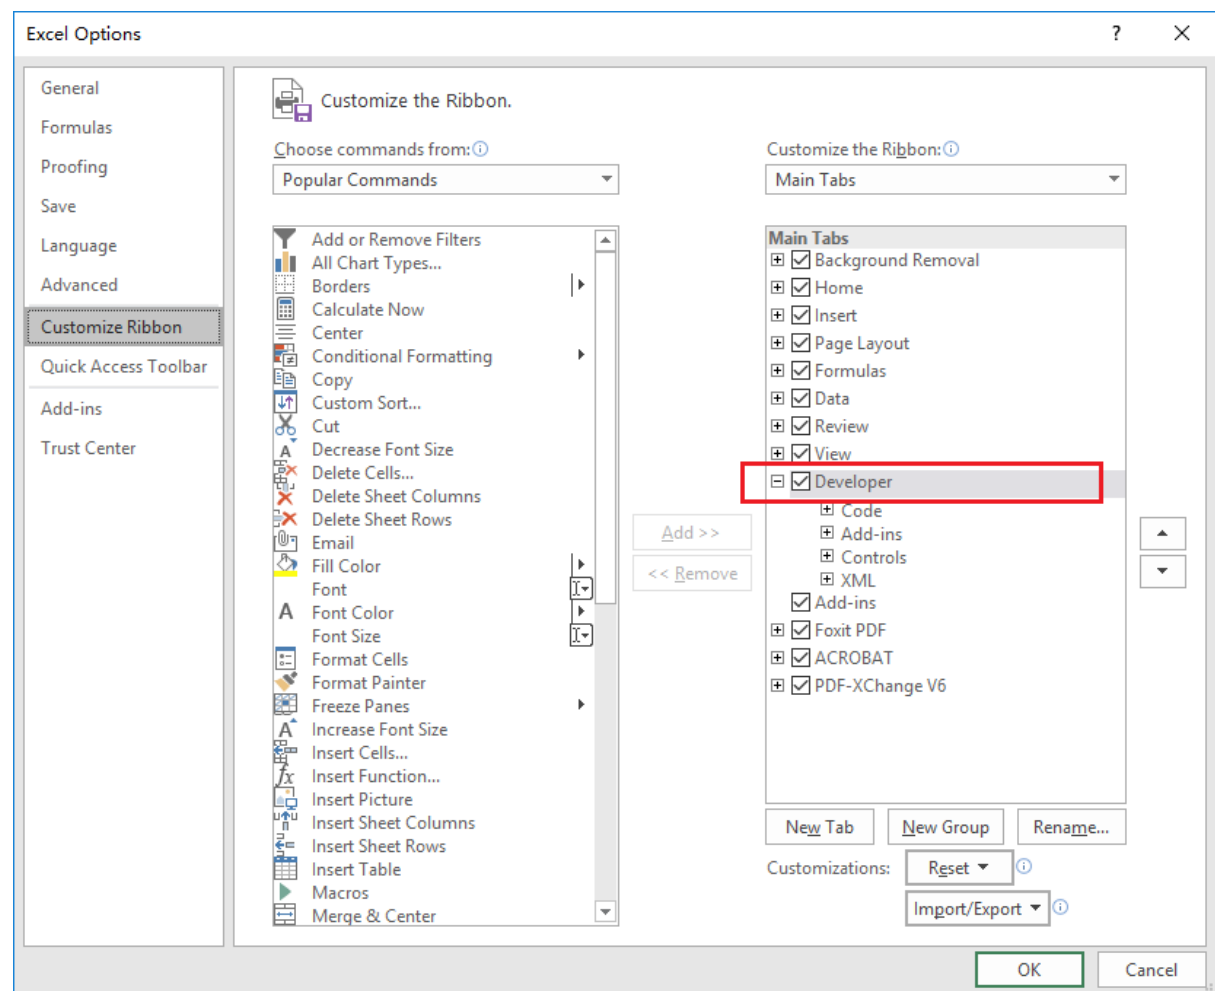 Excel Options
?
General
Formulas
Proofing
Save
Language
Advanced
Customize Ribbon
Quick Access Toolbar
Add-ins
Trust Center
Customize the Ribbon.
Choose commands from:
Popular Commands
Add or Remove Filters
All Chart Types...
Borders
Calculate Now
Center
Conditional Formatting
Copy
Custom Sort...
Cut
Decrease Font Size
Delete Cells...
Delete Sheet Columns
Delete Sheet Rows
Email
Fill Color
Font
Font Color
Font Size
Format Cells
Format Painter
Freeze Panes
Increase Font Size
Insert Cells...
Insert Function...
Insert Picture
Insert Sheet Columns
Insert Sheet Rows
Insert Table
Macros
Merge & Center
Add >>
<< Remove
Customize the Ribbon:
Main Tabs
Main Tabs
Background Removal
Home
Insert
Page Layout
Formulas
Data
Review
View
Developer
Code
Add-ins
Controls
XML
Add-ins
Foxit PDF
ACROBAT
PDF-XChange V6
New Tab
New Group
Rename...
Customizations:
Reset
Import/Export
OK
Cancel